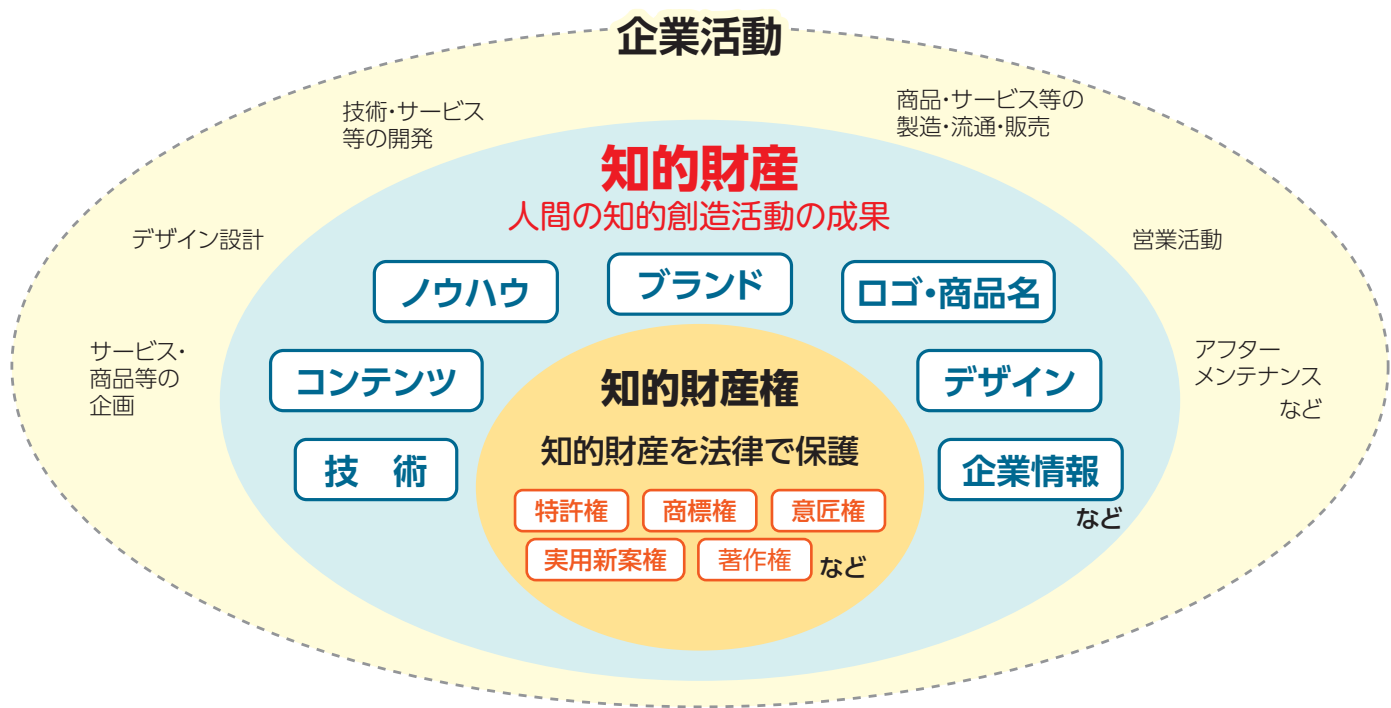 企業活動
技術・サービス
等の開発
商品・サービス等の
製造・流通・販売
知的財産
人間の知的創造活動の成果
デザイン設計
営業活動
ノウハウ
ブランド
ロゴ・商品名
サービス・
商品等の
企画
コンテンツ
知的財産権
デザイン
アフター
メンテナンス
など
技 術
知的財産を法律で保護
企業情報
など
特許権
商標権
意匠権
実用新案権
著作権
など